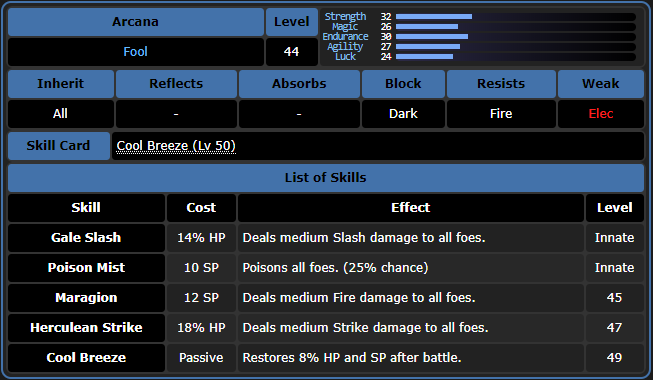 Arcana Level
Fool 44
Strength 32
Magic 26
Endurance 30
Agility 27
Luck 24
Inherit Reflects Absorbs Block Resists Weak
All - - Dark Fire Elec
Skill Card Cool Breeze (Lv 50)
List of Skills
Skill Cost Effect Level
Gale Slash 14% HP Deals medium Slash damage to all foes. Innate
Poison Mist 10 SP Poisons all foes. (25% chance) Innate
Maragion 12 SP Deals medium Fire damage to all foes. 45
Herculean Strike 18% HP Deals medium Strike damage to all foes. 47
Cool Breeze Passive Restores 8% HP and SP after battle. 49